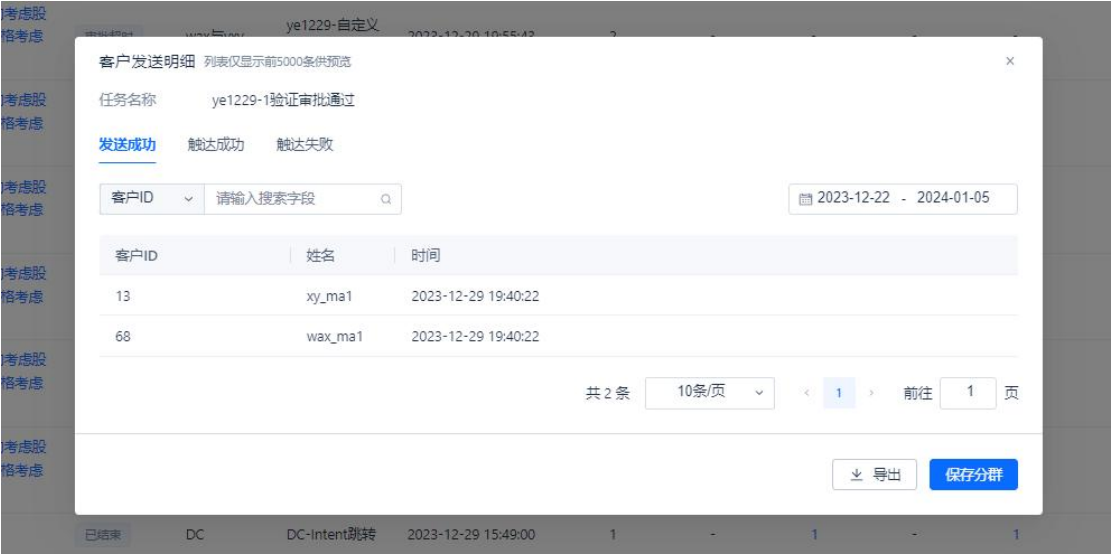 考虑股
格考虑
ye1229-自定义
2023-12-29 19:55:43
2
客户发送明细 列表仅显示前5000条供预览
任务名称 ye1229-1验证审批通过
考虑股
格考虑
发送成功 触达成功 触达失败
考虑股
格考虑
客户ID 请输入搜索字段 2023-12-22 - 2024-01-05
客户ID 姓名 时间
考虑股
格考虑
13 xy_ma1 2023-12-29 19:40:22
68 wax_ma1 2023-12-29 19:40:22
考虑股
格考虑
共 2 条 10条/页 1 前往 1 页
考虑股
格考虑
导出 保存分群
已结束 DC DC-Intent跳转 2023-12-29 15:49:00 1 - 1 - 1